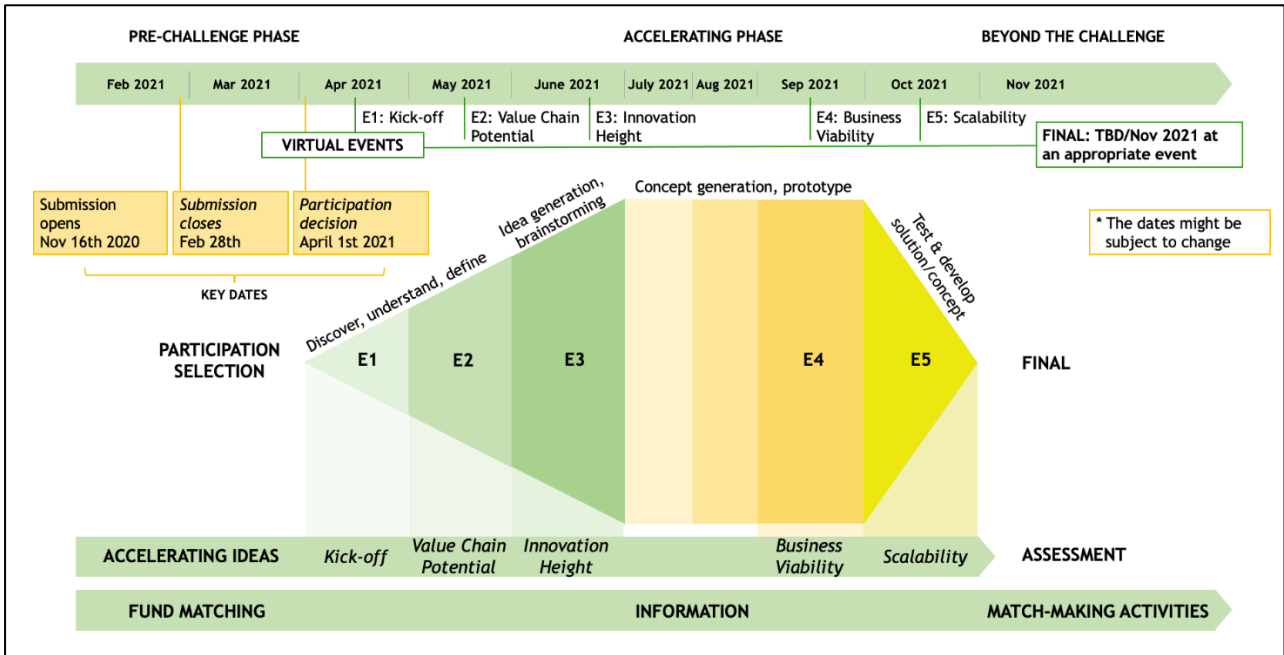 PRE-CHALLENGE PHASE
ACCELERATING PHASE
BEYOND THE CHALLENGE
Feb 2021
Mar 2021
Apr 2021
May 2021
June 2021
July 2021
Aug 2021
Sep 2021
Oct 2021
Nov 2021
E1: Kick-off
E2: Value Chain
Potential
E3: Innovation
Height
E4: Business
Viability
E5: Scalability
VIRTUAL EVENTS
FINAL: TBD/Nov 2021 at
an appropriate event
Submission
opens
Nov 16th 2020
Submission
closes
Feb 28th
Participation
decision
April 1st 2021
KEY DATES
* The dates might be
subject to change
Discover, understand, define
Idea generation,
brainstorming
Concept generation, prototype
Test & develop
solution/concept
PARTICIPATION
SELECTION
E1
E2
E3
E4
E5
FINAL
ACCELERATING IDEAS
Kick-off
Value Chain
Potential
Innovation
Height
Business
Viability
Scalability
ASSESSMENT
FUND MATCHING
INFORMATION
MATCH-MAKING ACTIVITIES